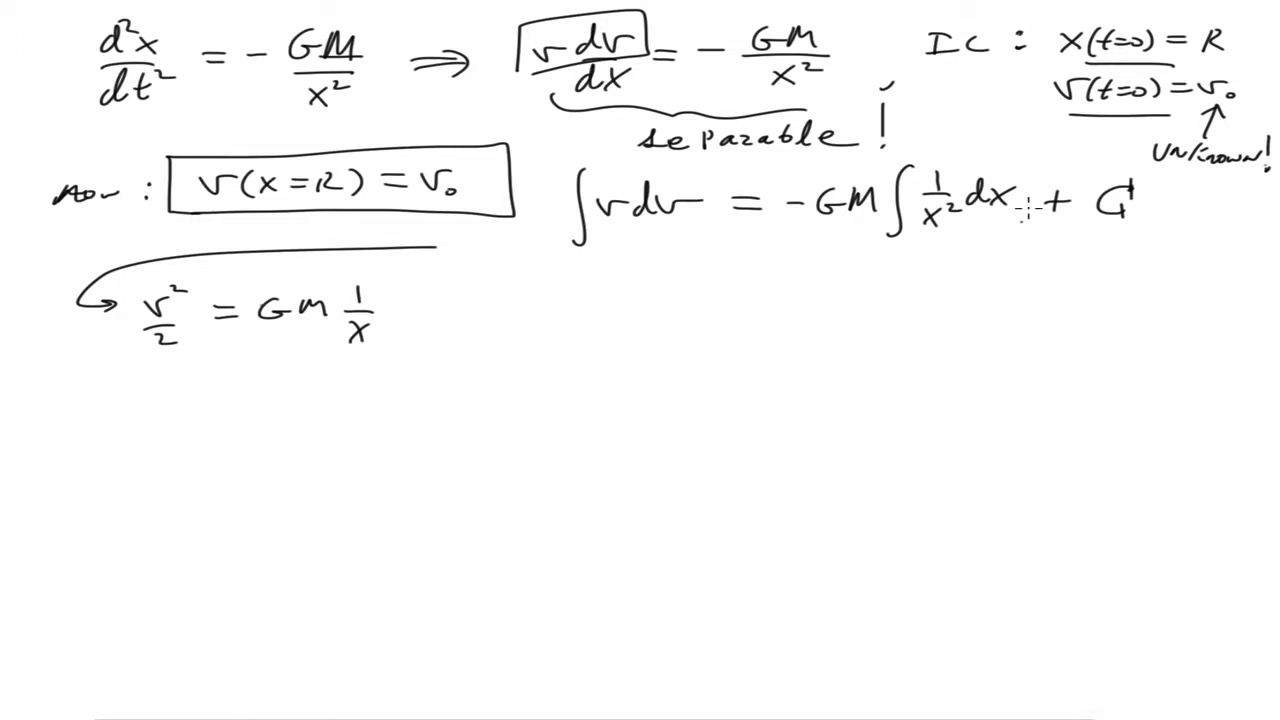 d²x/dt² = - GM/x² ⟹ v dv/dx = - GM/x² IC : x(t=0) = R
v(t=0) = v₀
separable !
unknown!
: v(x=R) = v₀
∫ v dv = - GM ∫ 1/x² dx + C₁
v²/2 = GM 1/x